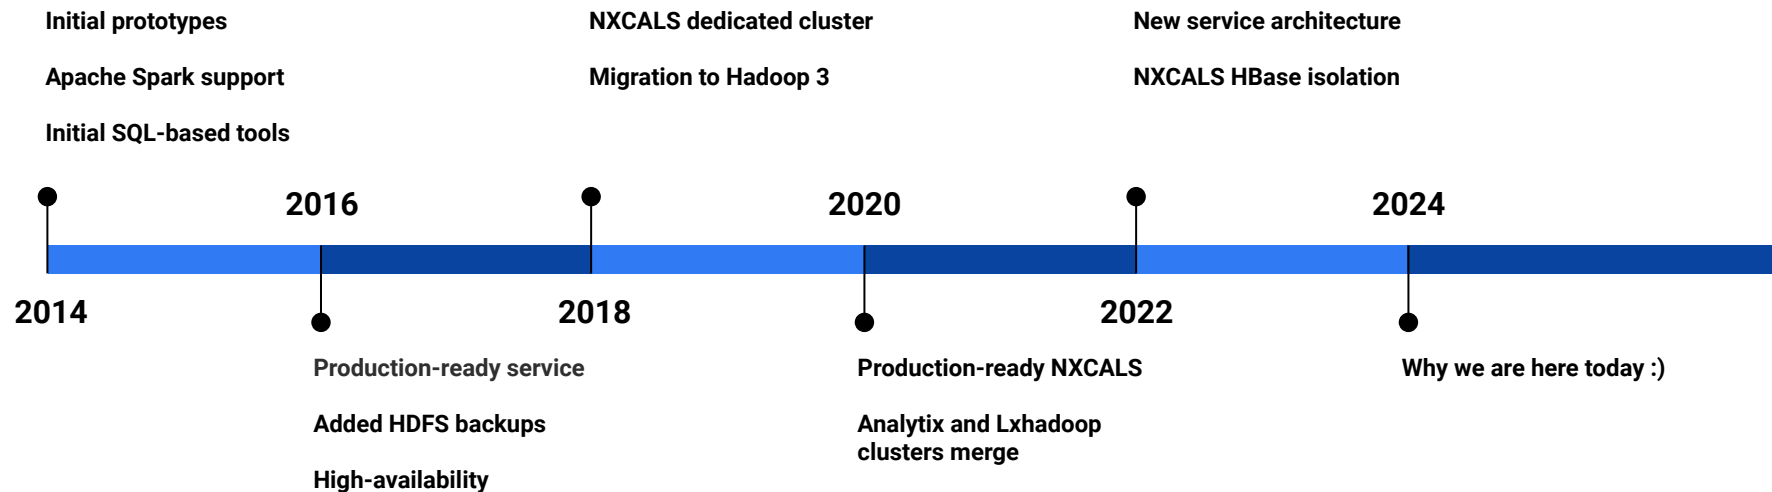 Initial prototypes
Apache Spark support
Initial SQL-based tools
NXCALS dedicated cluster
Migration to Hadoop 3
New service architecture
NXCALS HBase isolation
2016
2020
2024
2014
2018
2022
Production-ready service
Added HDFS backups
High-availability
Production-ready NXCALS
Analytix and Lxhadoop
clusters merge
Why we are here today :)